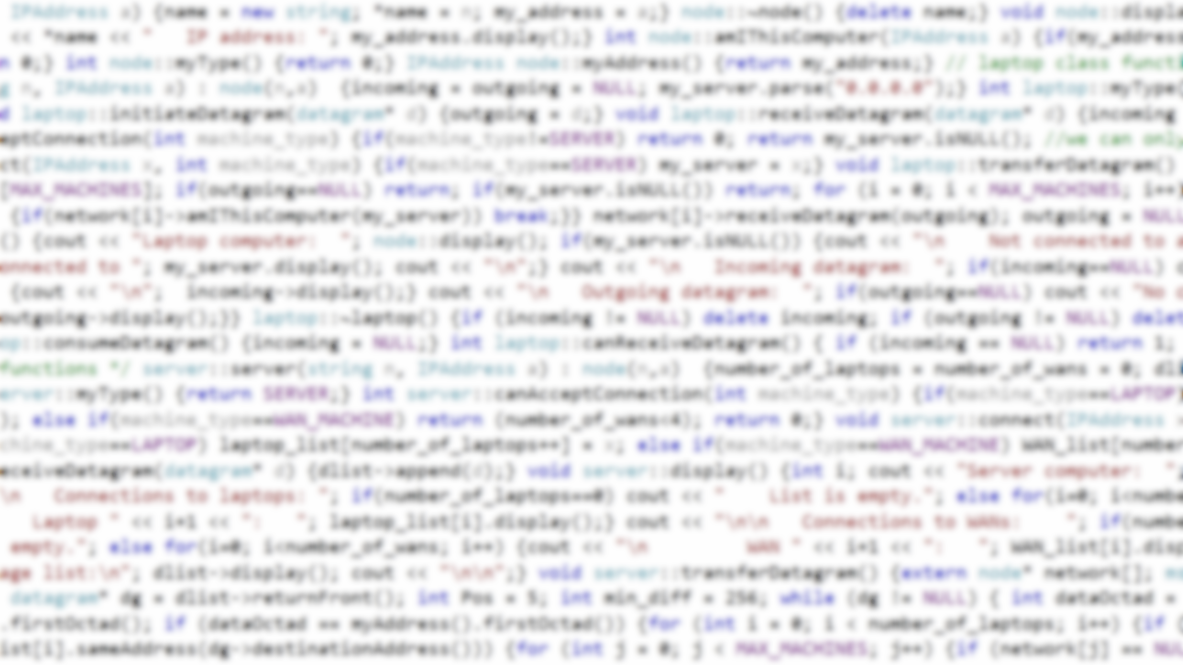 IPAddress a) {name = new string; *name = n; my_address = a;} node::~node() {delete name;} void node::displa
<< *name << "   IP address: "; my_address.display();} int node::amIThisComputer(IPAddress a) {if(my_address
n 0;} int node::myType() {return 0;} IPAddress node::myAddress() {return my_address;} // laptop class functi
g n, IPAddress a) : node(n,a)  {incoming = outgoing = NULL; my_server.parse("0.0.0.0");} int laptop::myType(
d laptop::initiateDatagram(datagram* d) {outgoing = d;} void laptop::receiveDatagram(datagram* d) {incoming
eptConnection(int machine_type) {if(machine_type!=SERVER) return 0; return my_server.isNULL(); //we can only
ct(IPAddress x, int machine_type) {if(machine_type==SERVER) my_server = x;} void laptop::transferDatagram()
[MAX_MACHINES]; if(outgoing==NULL) return; if(my_server.isNULL()) return; for (i = 0; i < MAX_MACHINES; i++)
{if(network[i]->amIThisComputer(my_server)) break;}} network[i]->receiveDatagram(outgoing); outgoing = NULL
() {cout << "Laptop computer:  "; node::display(); if(my_server.isNULL()) {cout << "\n    Not connected to a
onnected to "; my_server.display(); cout << "\n";} cout << "\n   Incoming datagram:  "; if(incoming==NULL) c
{cout << "\n";  incoming->display();} cout << "\n   Outgoing datagram:   "; if(outgoing==NULL) cout << "No
outgoing->display();}} laptop::~laptop() {if (incoming != NULL) delete incoming; if (outgoing != NULL) delet
op::consumeDatagram() {incoming = NULL;} int laptop::canReceiveDatagram() { if (incoming == NULL) return 1;
functions */ server::server(string n, IPAddress a) : node(n,a)  {number_of_laptops = number_of_wans = 0; dli
erver::myType() {return SERVER;} int server::canAcceptConnection(int machine_type) {if(machine_type==LAPTOP)
); else if(machine_type==WAN_MACHINE) return (number_of_wans<4); return 0;} void server::connect(IPAddress
chine_type==LAPTOP) laptop_list[number_of_laptops++] = x; else if(machine_type==WAN_MACHINE) WAN_list[number
eceiveDatagram(datagram* d) {dlist->append(d);} void server::display() {int i; cout << "Server computer:  ";
\n   Connections to laptops: "; if(number_of_laptops==0) cout << "    List is empty."; else for(i=0; i<numbe
Laptop " << i+1 << ":   "; laptop_list[i].display();} cout << "\n\n   Connections to WANs:    "; if(numbe
empty."; else for(i=0; i<number_of_wans; i++) {cout << "\n         WAN " << i+1 << ":   "; WAN_list[i].disp
age list:\n"; dlist->display(); cout << "\n\n";} void server::transferDatagram() {extern node* network[];
datagram* dg = dlist->returnFront(); int Pos = 5; int min_diff = 256; while (dg != NULL) { int dataOctad =
.firstOctad(); if (dataOctad == myAddress().firstOctad()) {for (int i = 0; i < number_of_laptops; i++) {if (
ist[i].sameAddress(dg->destinationAddress())) {for (int j = 0; j < MAX_MACHINES; j++) {if (network[j] == NUL